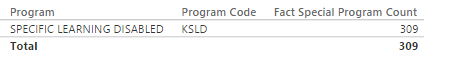 Program Program Code Fact Special Program Count
SPECIFIC LEARNING DISABLED KSLD 309
Total 309